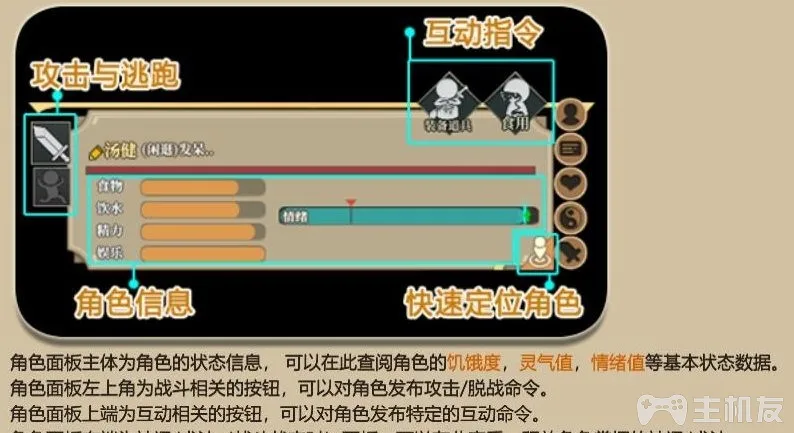 互动指令
攻击与逃跑
装备道具
食用
汤健 (闲逛)发呆..
食物
饮水
情绪
精力
娱乐
角色信息
快速定位角色
角色面板主体为角色的状态信息， 可以在此查阅角色的饥饿度，灵气值，情绪值等基本状态数据。
角色面板左上角为战斗相关的按钮，可以对角色发布攻击/脱战命令。
角色面板上端为互动相关的按钮，可以对角色发布特定的互动命令。
主机友